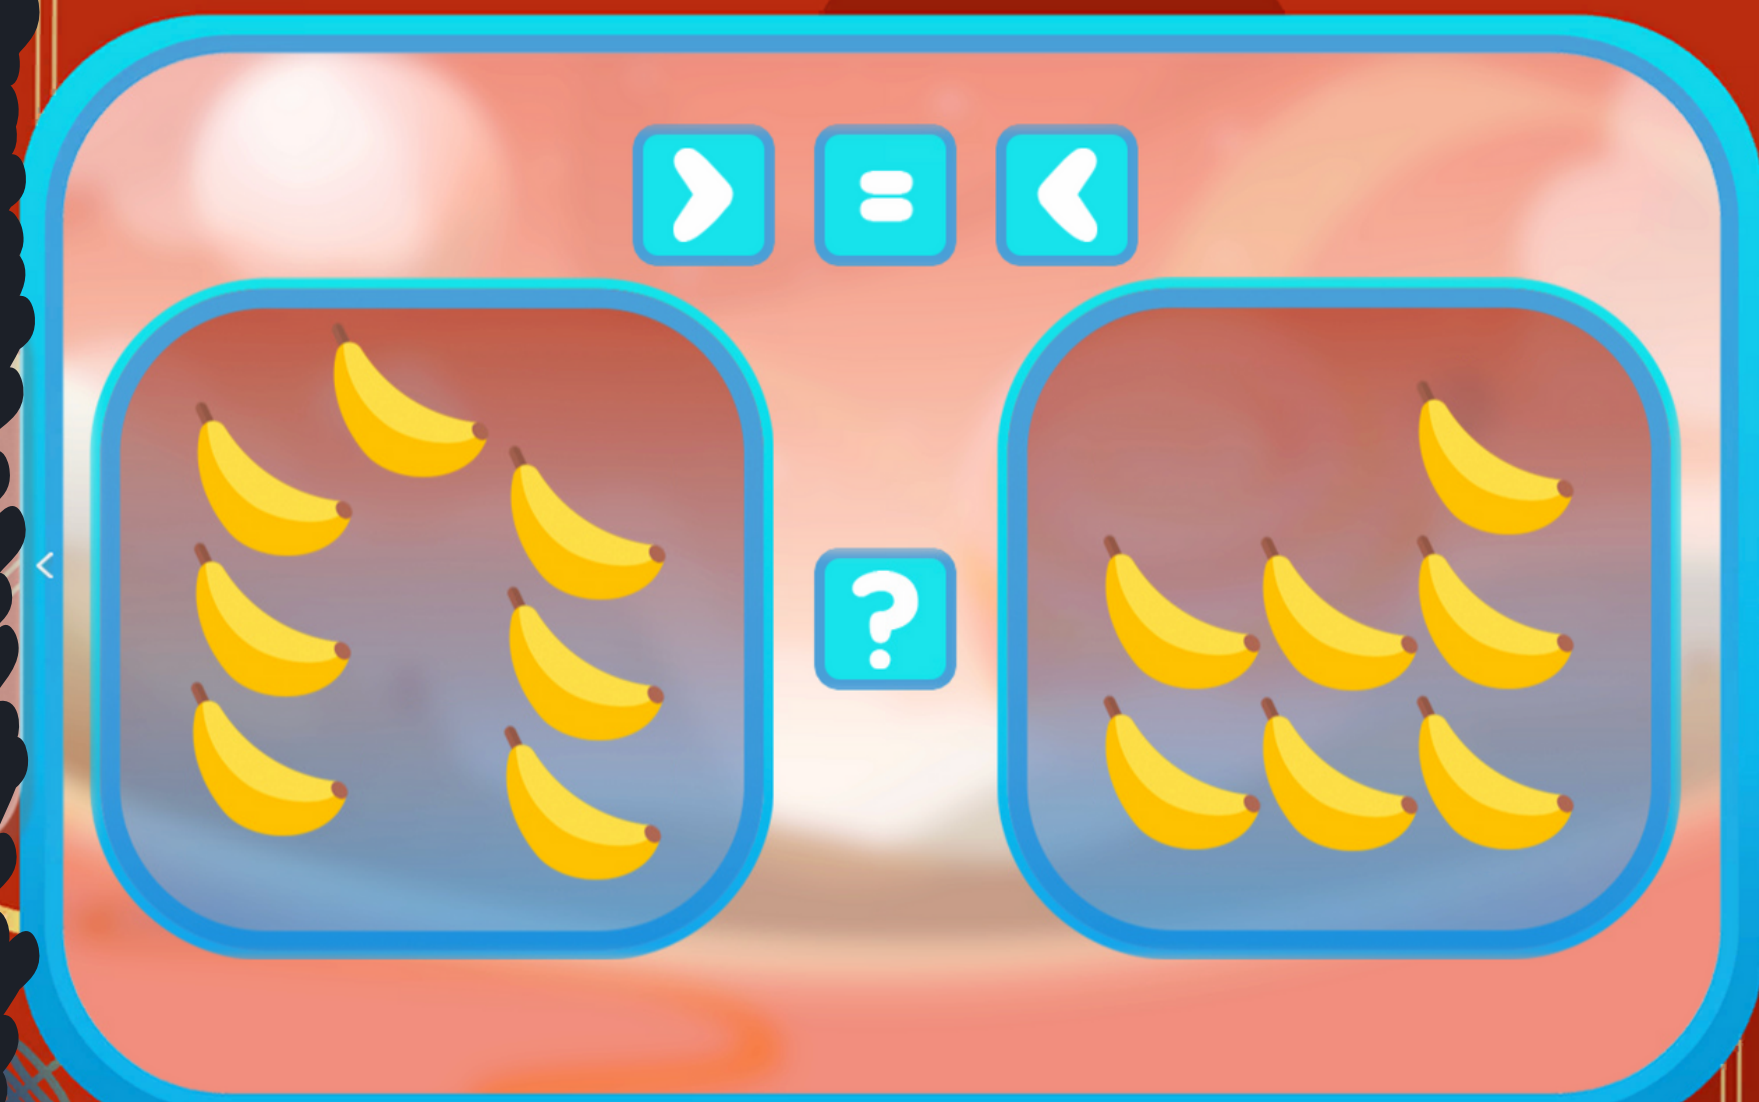 > = <
?